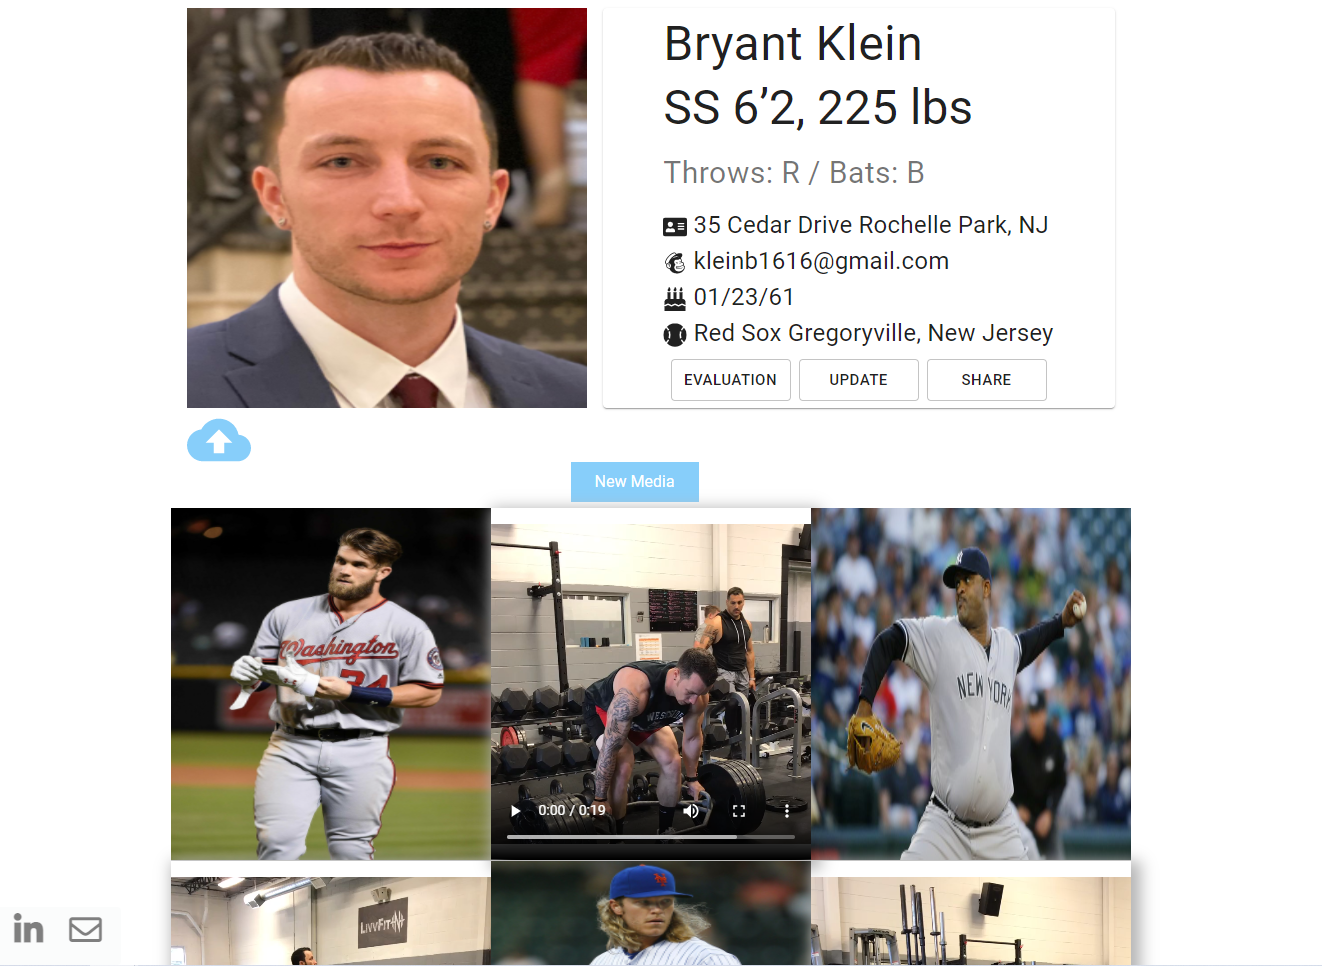 Bryant Klein
SS 6’2, 225 lbs
Throws: R / Bats: B
35 Cedar Drive Rochelle Park, NJ
kleinb1616@gmail.com
01/23/61
Red Sox Gregoryville, New Jersey
EVALUATION UPDATE SHARE
New Media
Washington
34
NEW YORK
0:00 / 0:19
LIVVFIT
in